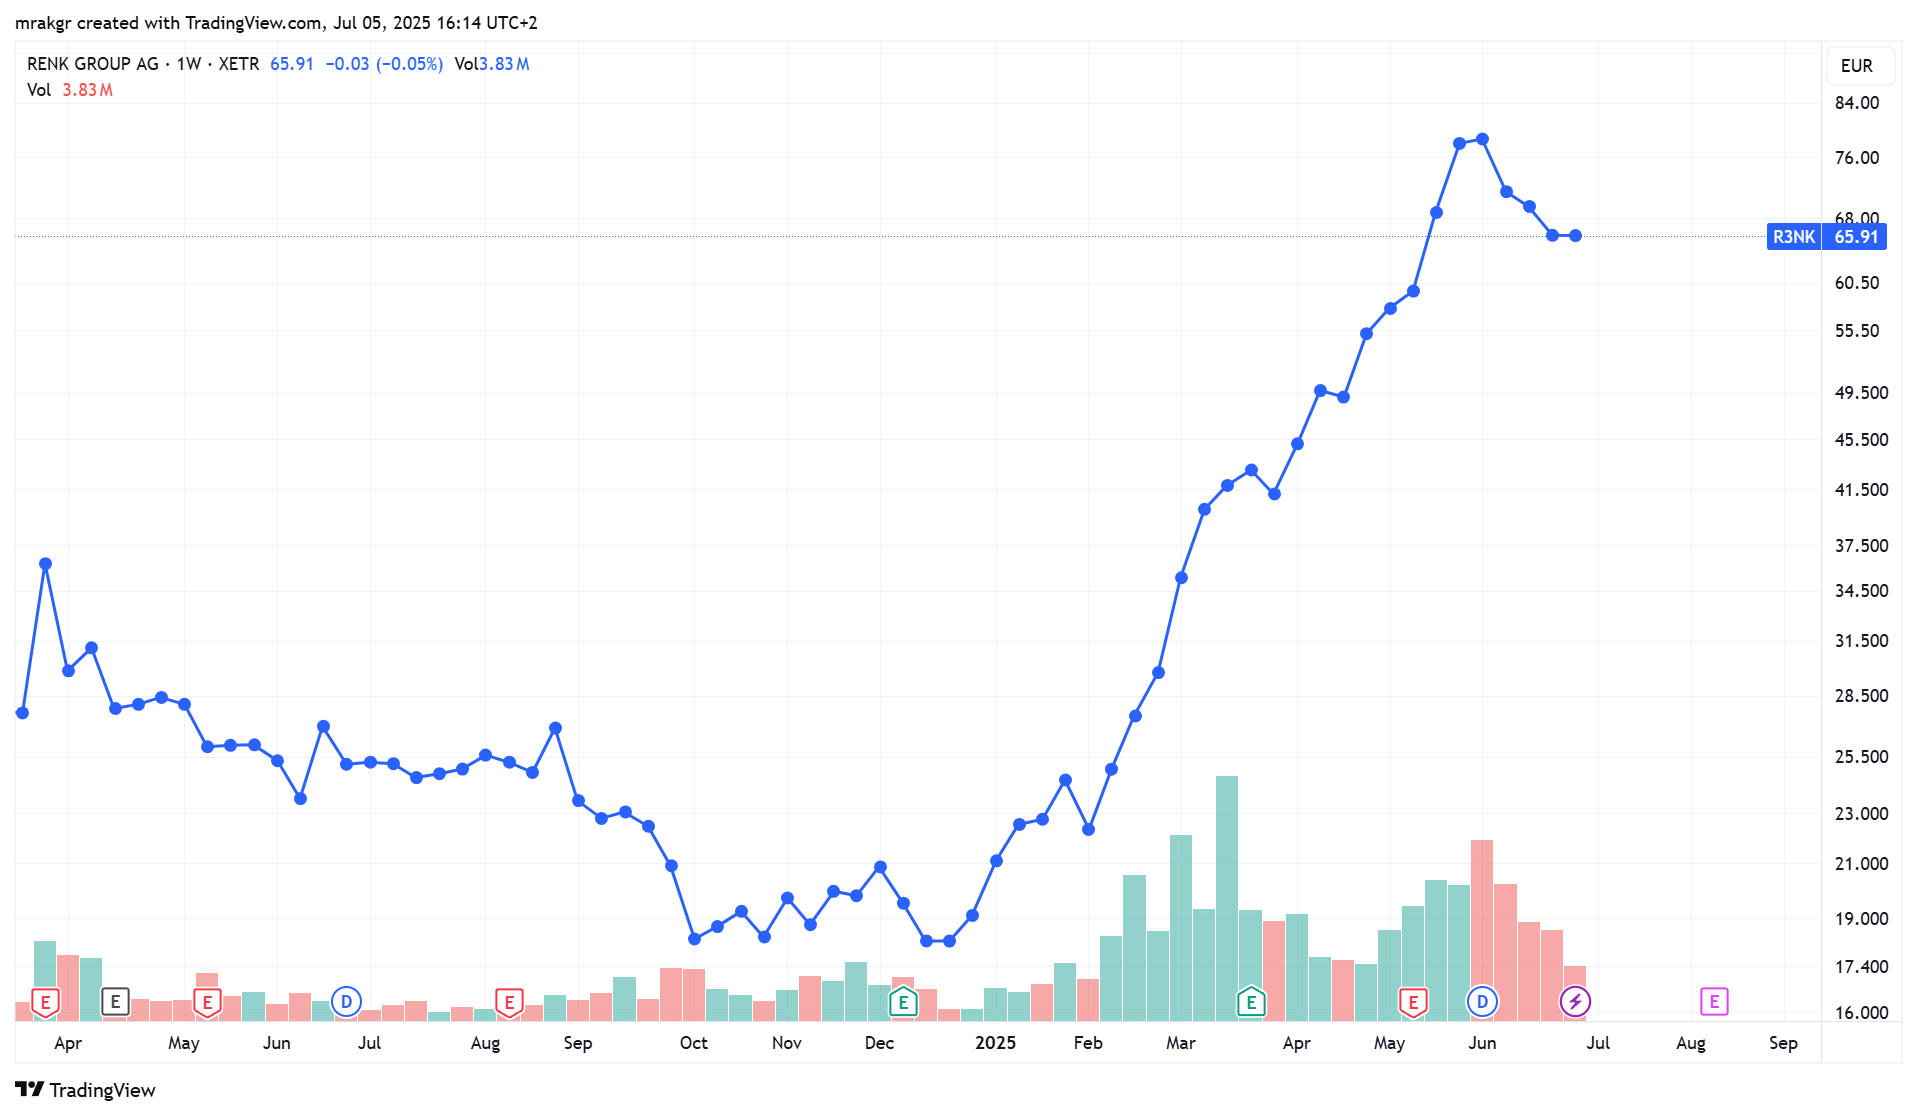 mrakgr created with TradingView.com, Jul 05, 2025 16:14 UTC+2
RENK GROUP AG · 1W · XETR 65.91 −0.03 (−0.05%) Vol3.83 M
Vol 3.83 M
EUR
84.00
76.00
68.00
R3NK 65.91
60.50
55.50
49.500
45.500
41.500
37.500
34.500
31.500
28.500
25.500
23.000
21.000
19.000
17.400
16.000
E E E D E E E E D E
Apr May Jun Jul Aug Sep Oct Nov Dec 2025 Feb Mar Apr May Jun Jul Aug Sep
TradingView